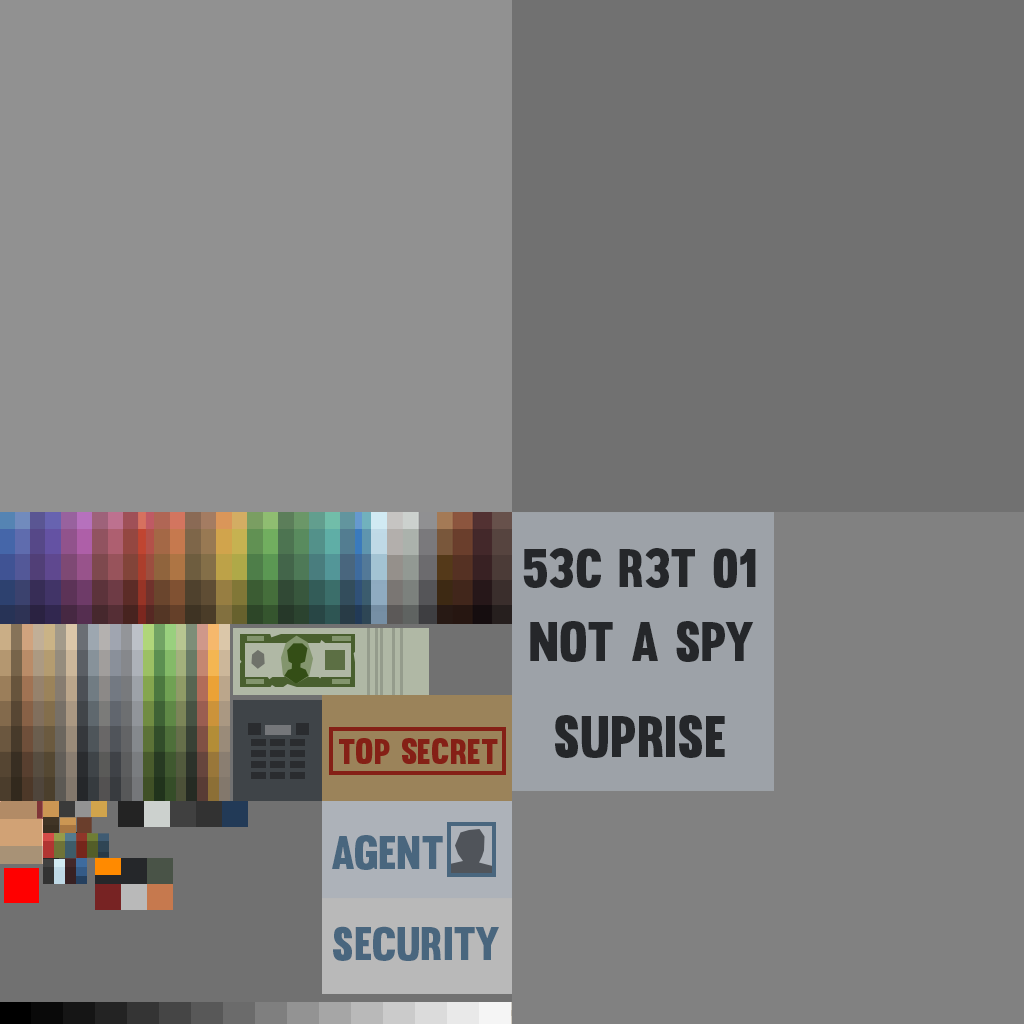 53C R3T 01
NOT A SPY
SUPRISE
TOP SECRET
AGENT
SECURITY